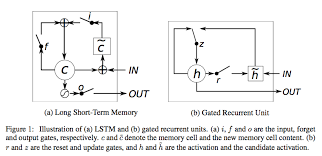 f
i
c̃
c
IN
o
OUT
z
r
h
h̃
IN
OUT
(a) Long Short-Term Memory
(b) Gated Recurrent Unit
Figure 1: Illustration of (a) LSTM and (b) gated recurrent units. (a) i, f and o are the input, forget
and output gates, respectively. c and c̃ denote the memory cell and the new memory cell content. (b)
r and z are the reset and update gates, and h and h̃ are the activation and the candidate activation.